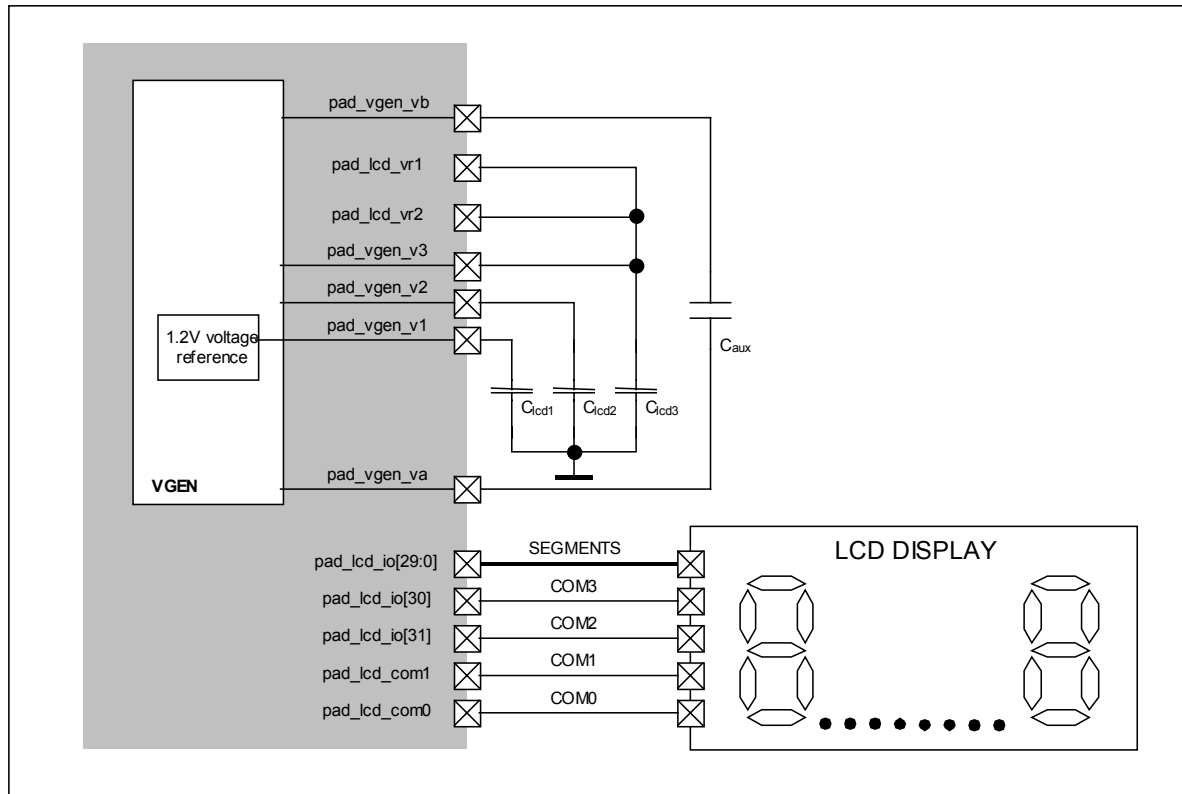 pad_vgen_vb
pad_lcd_vr1
pad_lcd_vr2
pad_vgen_v3
pad_vgen_v2
pad_vgen_v1
1.2V voltage
reference
Caux
Clcd1
Clcd2
Clcd3
pad_vgen_va
VGEN
pad_lcd_io[29:0]
SEGMENTS
LCD DISPLAY
pad_lcd_io[30]
COM3
pad_lcd_io[31]
COM2
pad_lcd_com1
COM1
pad_lcd_com0
COM0